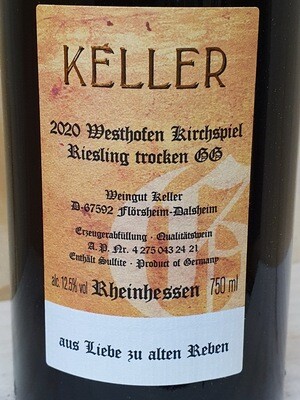 KELLER
2020 Westhofen Kirchspiel
Riesling trocken GG
Weingut Keller
D-67592 Flörsheim-Dalsheim
Erzeugerabfüllung · Qualitätswein
A. P. Nr. 4 275 043 24 21
Enthält Sulfite · Product of Germany
alc. 12.5% vol Rheinhessen 750 ml
aus Liebe zu alten Reben